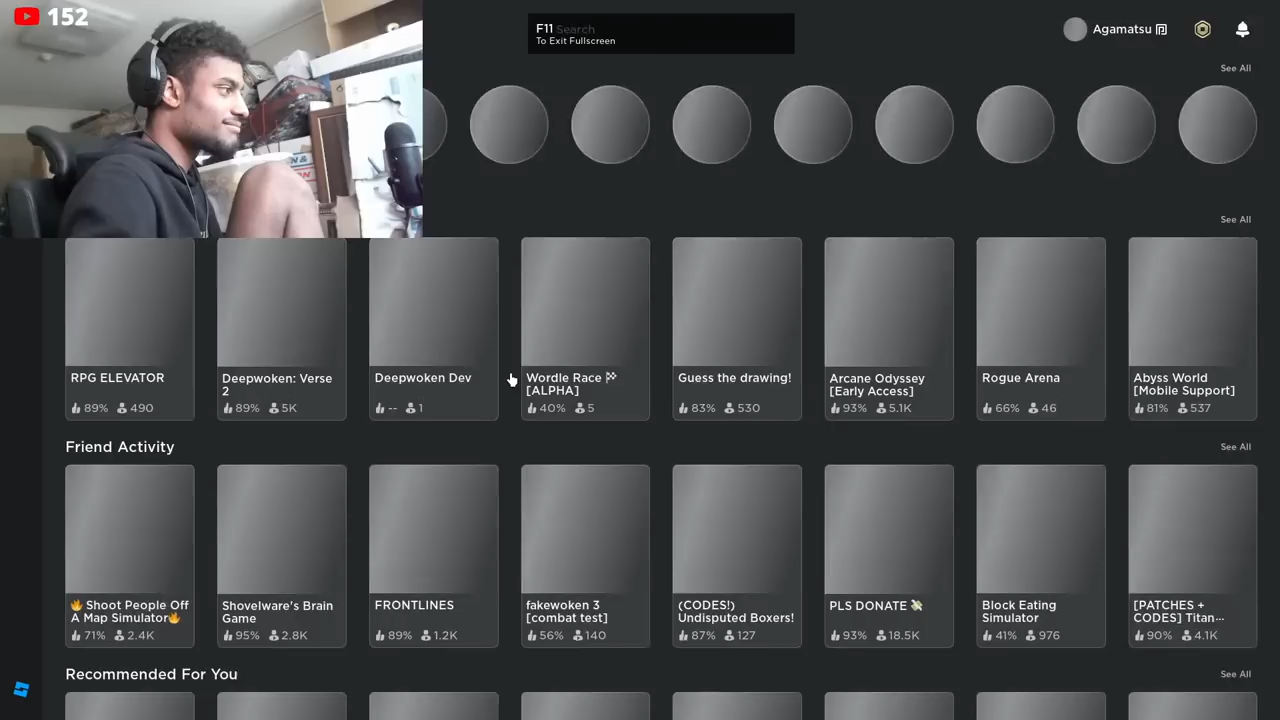 152
F11 Search
To Exit Fullscreen
Agamatsu
See All
See All
RPG ELEVATOR
89% 490
Deepwoken: Verse
2
89% 5K
Deepwoken Dev
-- 1
Wordle Race 🏁
[ALPHA]
40% 5
Guess the drawing!
83% 530
Arcane Odyssey
[Early Access]
93% 5.1K
Rogue Arena
66% 46
Abyss World
[Mobile Support]
81% 537
Friend Activity
See All
🔥 Shoot People Off
A Map Simulator🔥
71% 2.4K
Shovelware's Brain
Game
95% 2.8K
FRONTLINES
89% 1.2K
fakewoken 3
[combat test]
56% 140
(CODES!)
Undisputed Boxers!
87% 127
PLS DONATE 💸
93% 18.5K
Block Eating
Simulator
41% 976
[PATCHES +
CODES] Titan...
90% 4.1K
Recommended For You
See All